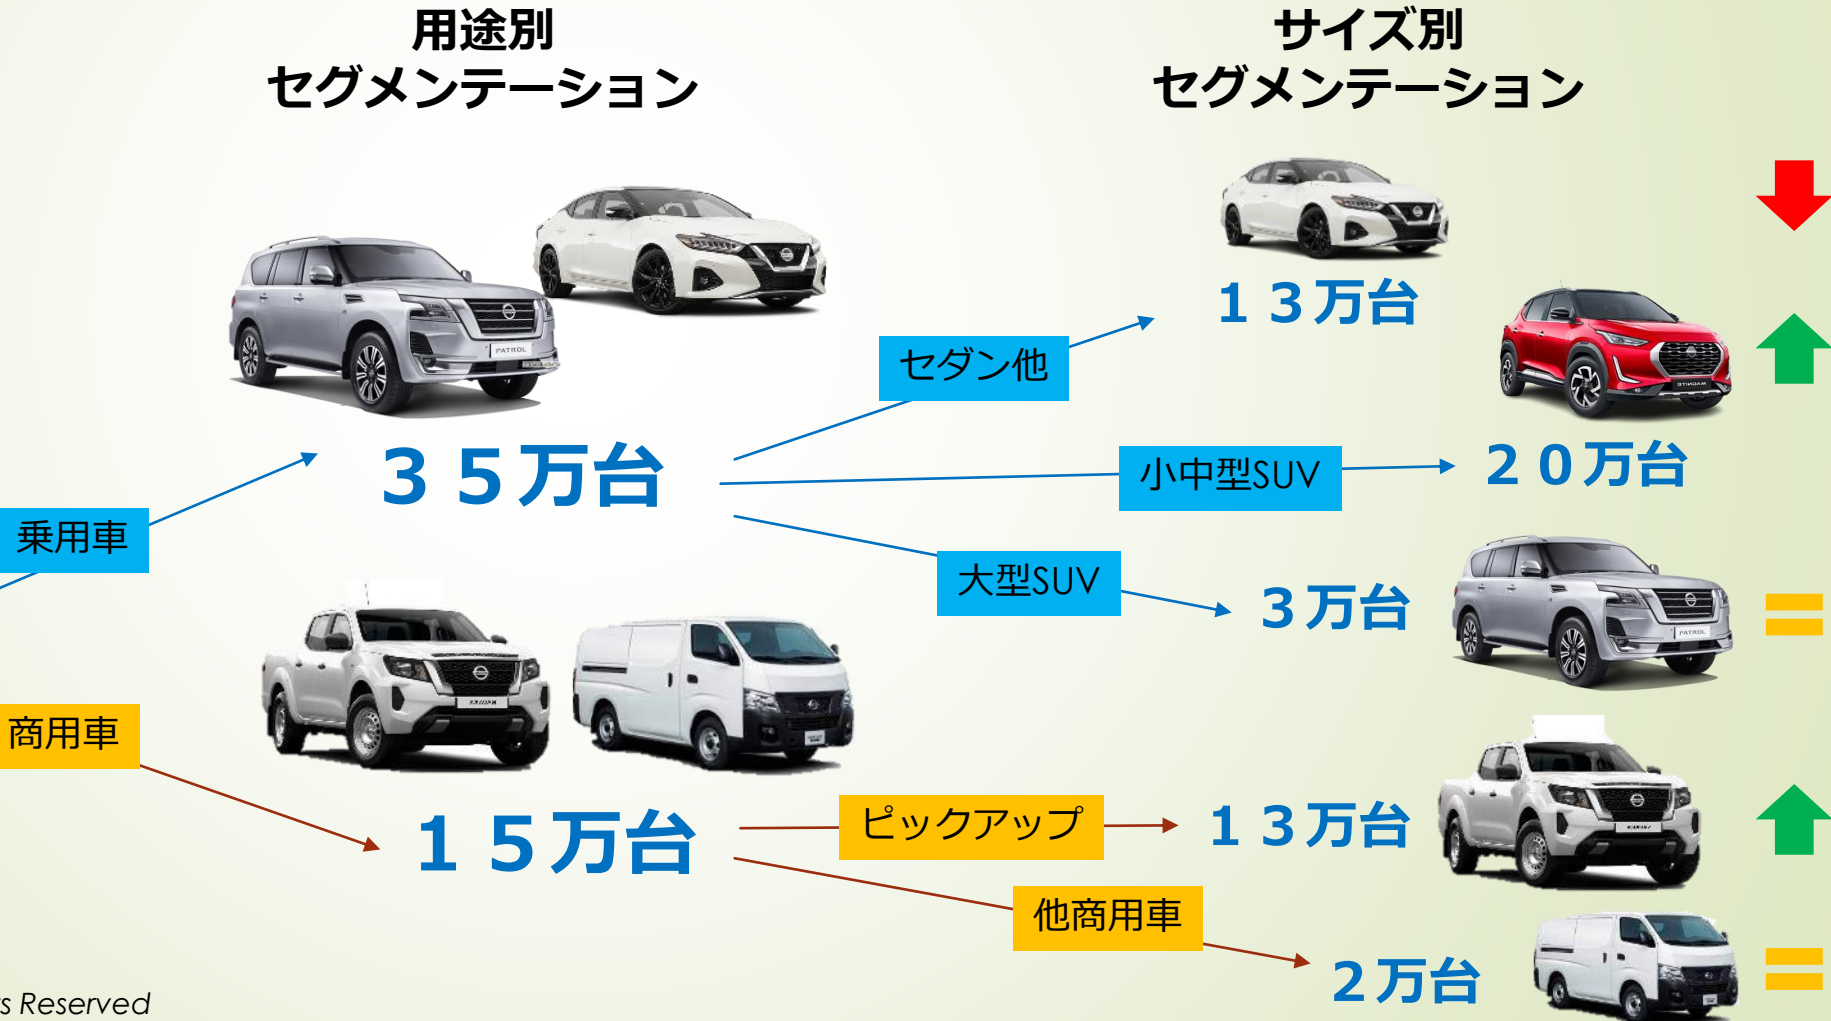 用途別
セグメンテーション
サイズ別
セグメンテーション
１３万台
セダン他
３５万台
小中型SUV
２０万台
乗用車
大型SUV
３万台
PATROL
PATROL
商用車
１５万台
ピックアップ
１３万台
他商用車
２万台
s Reserved